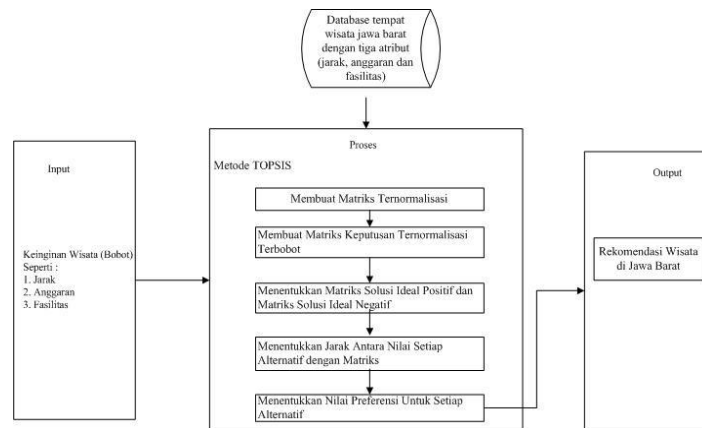 Database tempat
wisata jawa barat
dengan tiga atribut
(jarak, anggaran dan
fasilitas)
Input
Keinginan Wisata (Bobot)
Seperti :
1. Jarak
2. Anggaran
3. Fasilitas
Proses
Metode TOPSIS
Membuat Matriks Ternormalisasi
Membuat Matriks Keputusan Ternormalisasi
Terbobot
Menentukkan Matriks Solusi Ideal Positif dan
Matriks Solusi Ideal Negatif
Menentukkan Jarak Antara Nilai Setiap
Alternatif dengan Matriks
Menentukkan Nilai Preferensi Untuk Setiap
Alternatif
Output
Rekomendasi Wisata
di Jawa Barat